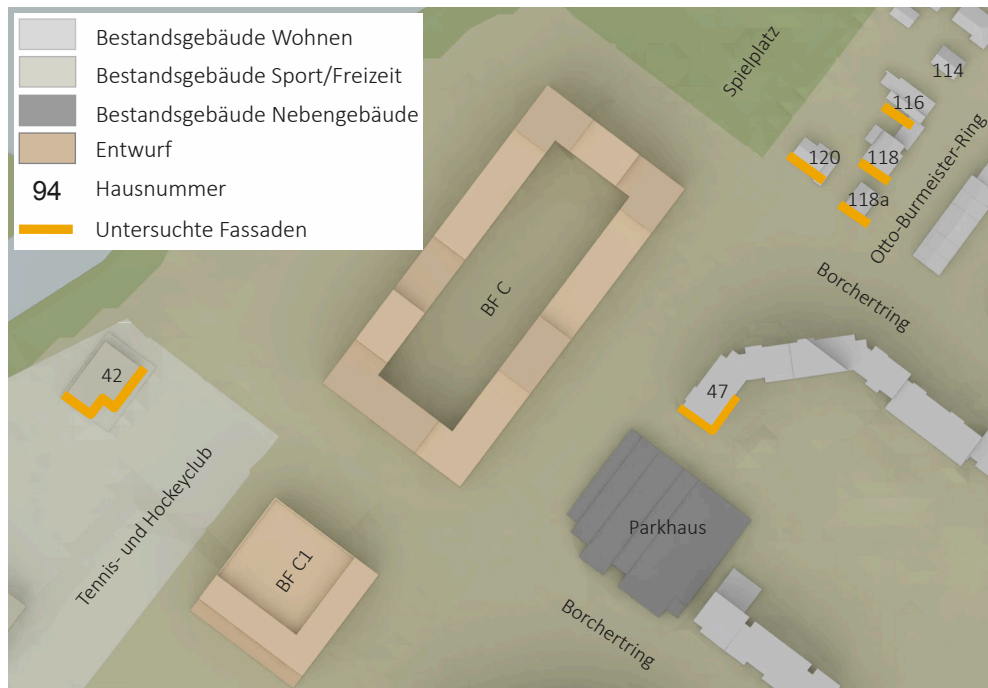 Bestandsgebäude Wohnen
Bestandsgebäude Sport/Freizeit
Bestandsgebäude Nebengebäude
Entwurf
94 Hausnummer
Untersuchte Fassaden
Spielplatz
114
116
120
118
118a
Otto-Burmeister-Ring
Borchertring
BF C
42
47
Tennis- und Hockeyclub
Parkhaus
BF C1
Borchertring